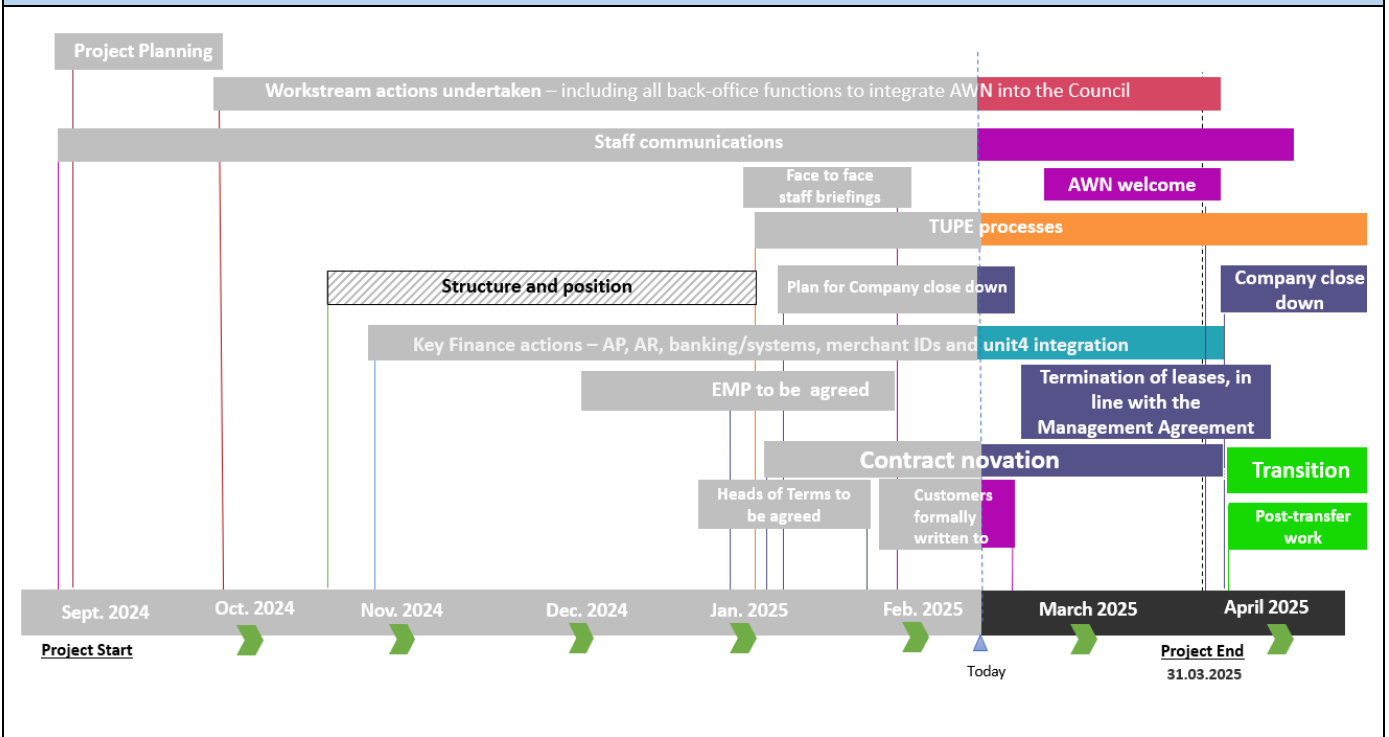 Project Planning
Workstream actions undertaken – including all back-office functions to integrate AWN into the Council
Staff communications
Face to face
staff briefings
AWN welcome
TUPE processes
Structure and position
Plan for Company close down
Company close
down
Key Finance actions – AP, AR, banking/systems, merchant IDs and unit4 integration
EMP to be  agreed
Termination of leases, in
line with the
Management Agreement
Contract novation
Transition
Heads of Terms to
be agreed
Customers
formally
written to
Post-transfer
work
Sept. 2024
Oct. 2024
Nov. 2024
Dec. 2024
Jan. 2025
Feb. 2025
March 2025
April 2025
Project Start
Today
Project End
31.03.2025